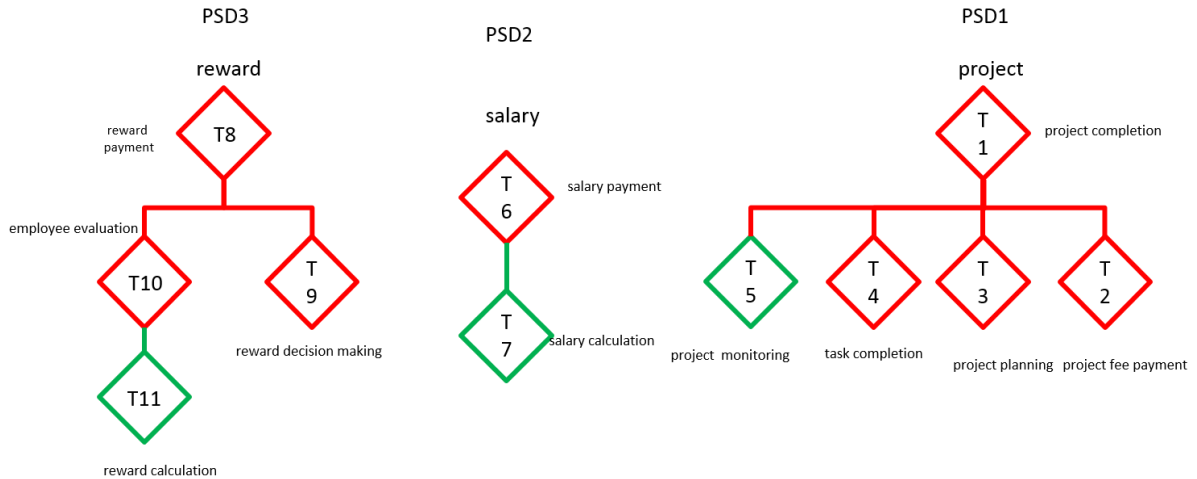 PSD3
reward
T8
reward
payment
employee evaluation
T10
T
9
reward decision making
T11
reward calculation
PSD2
salary
T
6
salary payment
T
7
salary calculation
PSD1
project
T
1
project completion
T
5
T
4
T
3
T
2
project monitoring
task completion
project planning
project fee payment